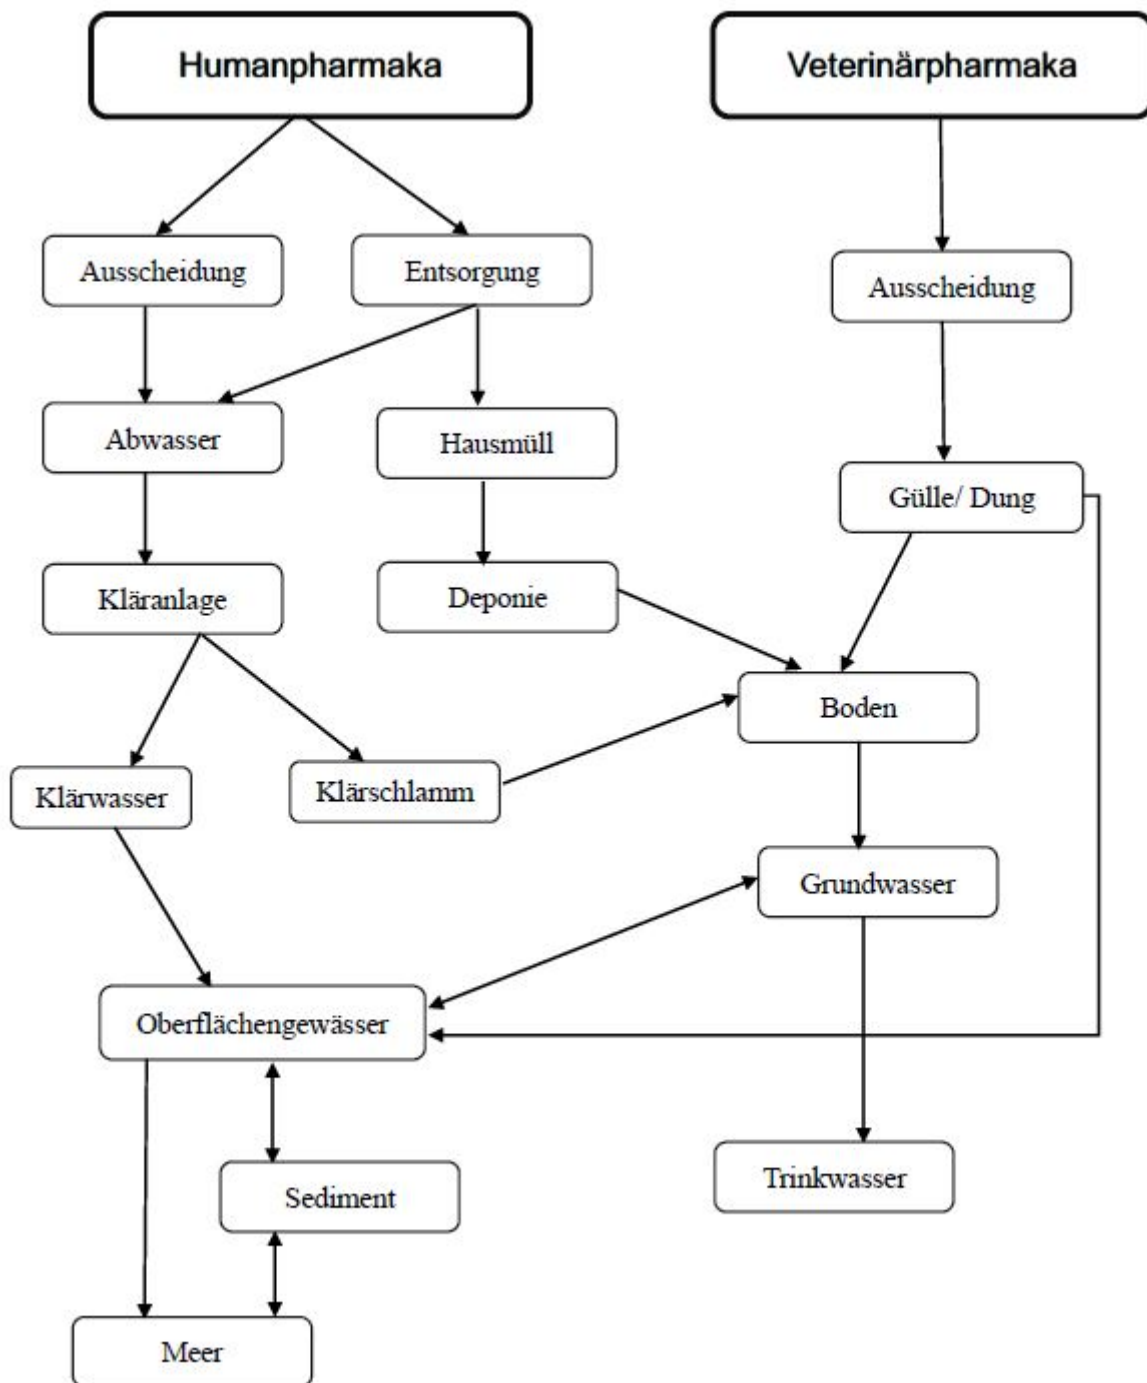 Humanpharmaka
Veterinärpharmaka
Ausscheidung
Entsorgung
Ausscheidung
Abwasser
Hausmüll
Gülle/ Dung
Kläranlage
Deponie
Boden
Klärwasser
Klärschlamm
Grundwasser
Oberflächengewässer
Trinkwasser
Sediment
Meer